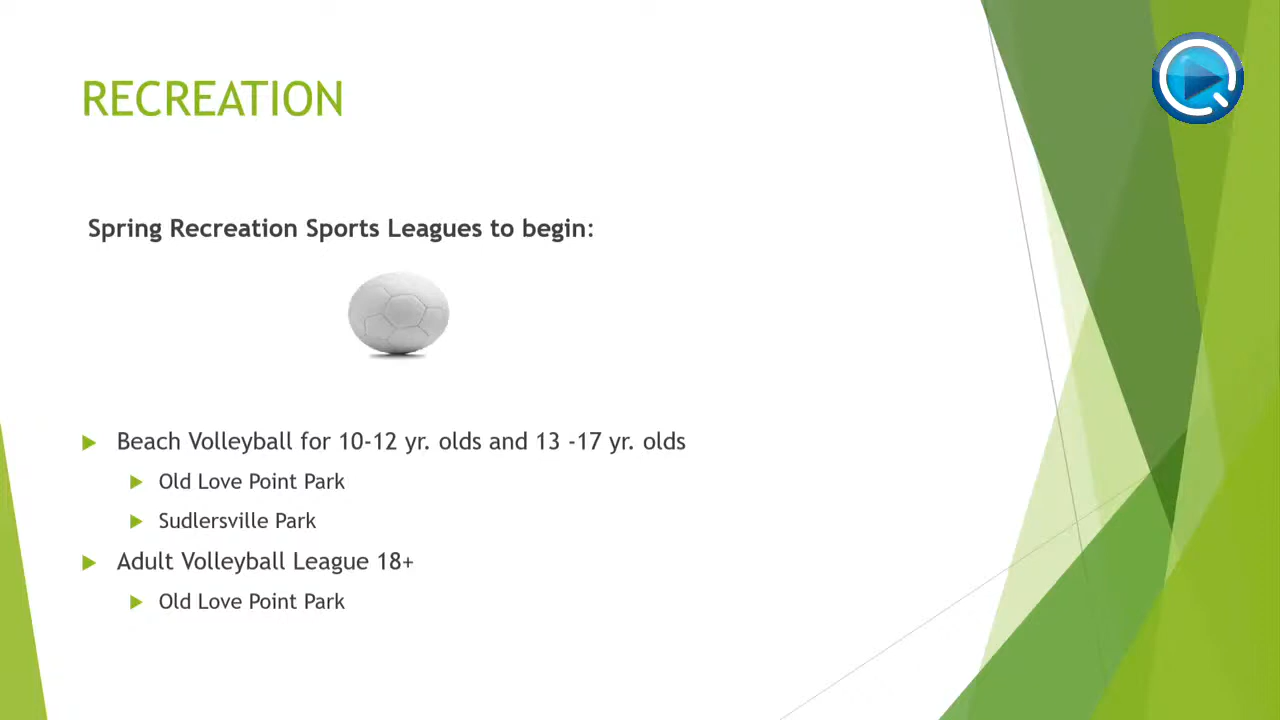 RECREATION
Spring Recreation Sports Leagues to begin:
Beach Volleyball for 10-12 yr. olds and 13 -17 yr. olds
Old Love Point Park
Sudlersville Park
Adult Volleyball League 18+
Old Love Point Park